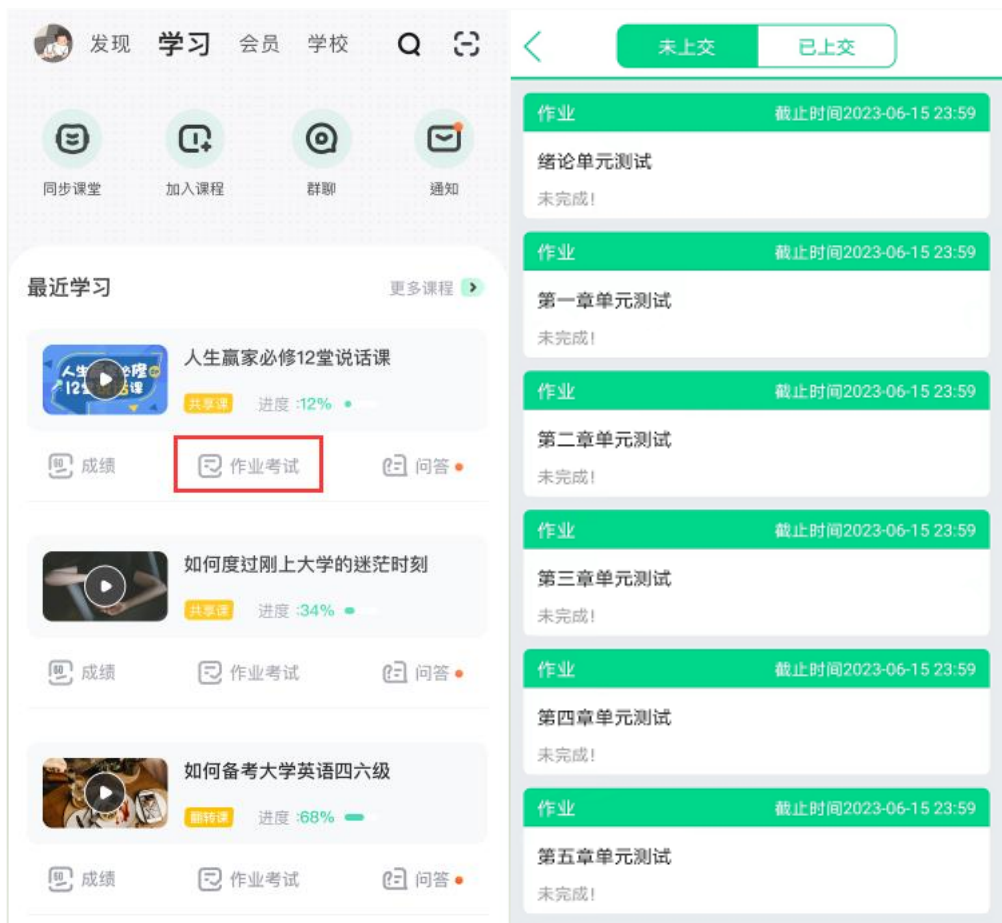 发现 学习 会员 学校
同步课堂 加入课程 群聊 通知
最近学习 更多课程
人生赢家必修12堂说话课
共享课 进度:12%
成绩 作业考试 问答
如何度过刚上大学的迷茫时刻
共享课 进度:34%
成绩 作业考试 问答
如何备考大学英语四六级
翻转课 进度:68%
成绩 作业考试 问答
未上交 已上交
作业 截止时间2023-06-15 23:59
绪论单元测试
未完成!
作业 截止时间2023-06-15 23:59
第一章单元测试
未完成!
作业 截止时间2023-06-15 23:59
第二章单元测试
未完成!
作业 截止时间2023-06-15 23:59
第三章单元测试
未完成!
作业 截止时间2023-06-15 23:59
第四章单元测试
未完成!
作业 截止时间2023-06-15 23:59
第五章单元测试
未完成!